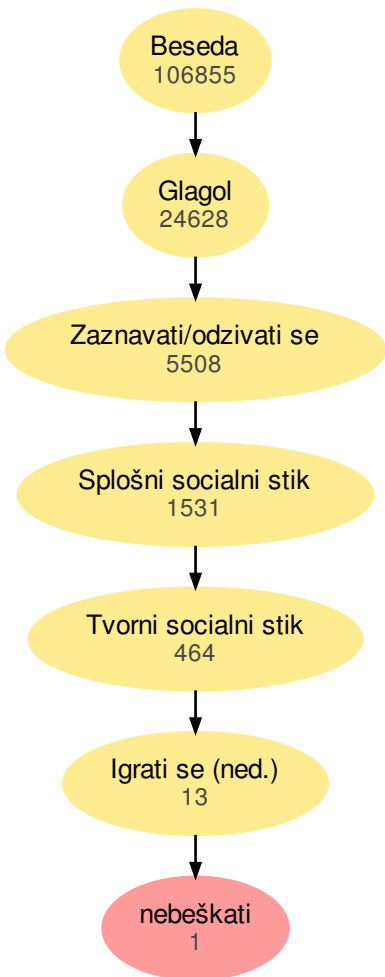 Beseda
106855
Glagol
24628
Zaznavati/odzivati se
5508
Splošni socialni stik
1531
Tvorni socialni stik
464
Igrati se (ned.)
13
nebeškati
1